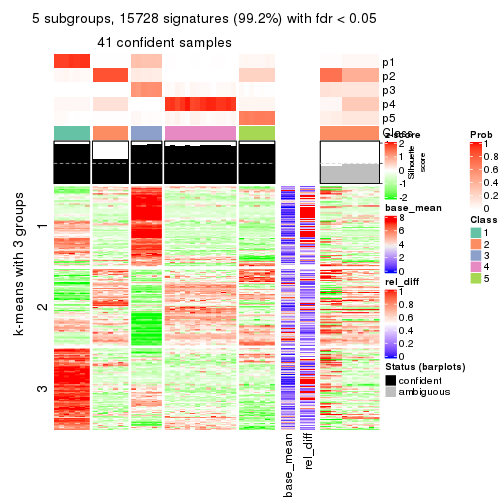 5 subgroups, 15728 signatures (99.2%) with fdr < 0.05
41 confident samples
p1
p2
p3
p4
p5
Class
z-score
2
1
0
-1
-2
Silhouette
score
Prob
1
0.8
0.6
0.4
0.2
0
Class
1
2
3
4
5
base_mean
8
6
4
2
0
rel_diff
1
0.8
0.6
0.4
0.2
0
Status (barplots)
confident
ambiguous
k-means with 3 groups
1
2
3
base_mean
rel_diff